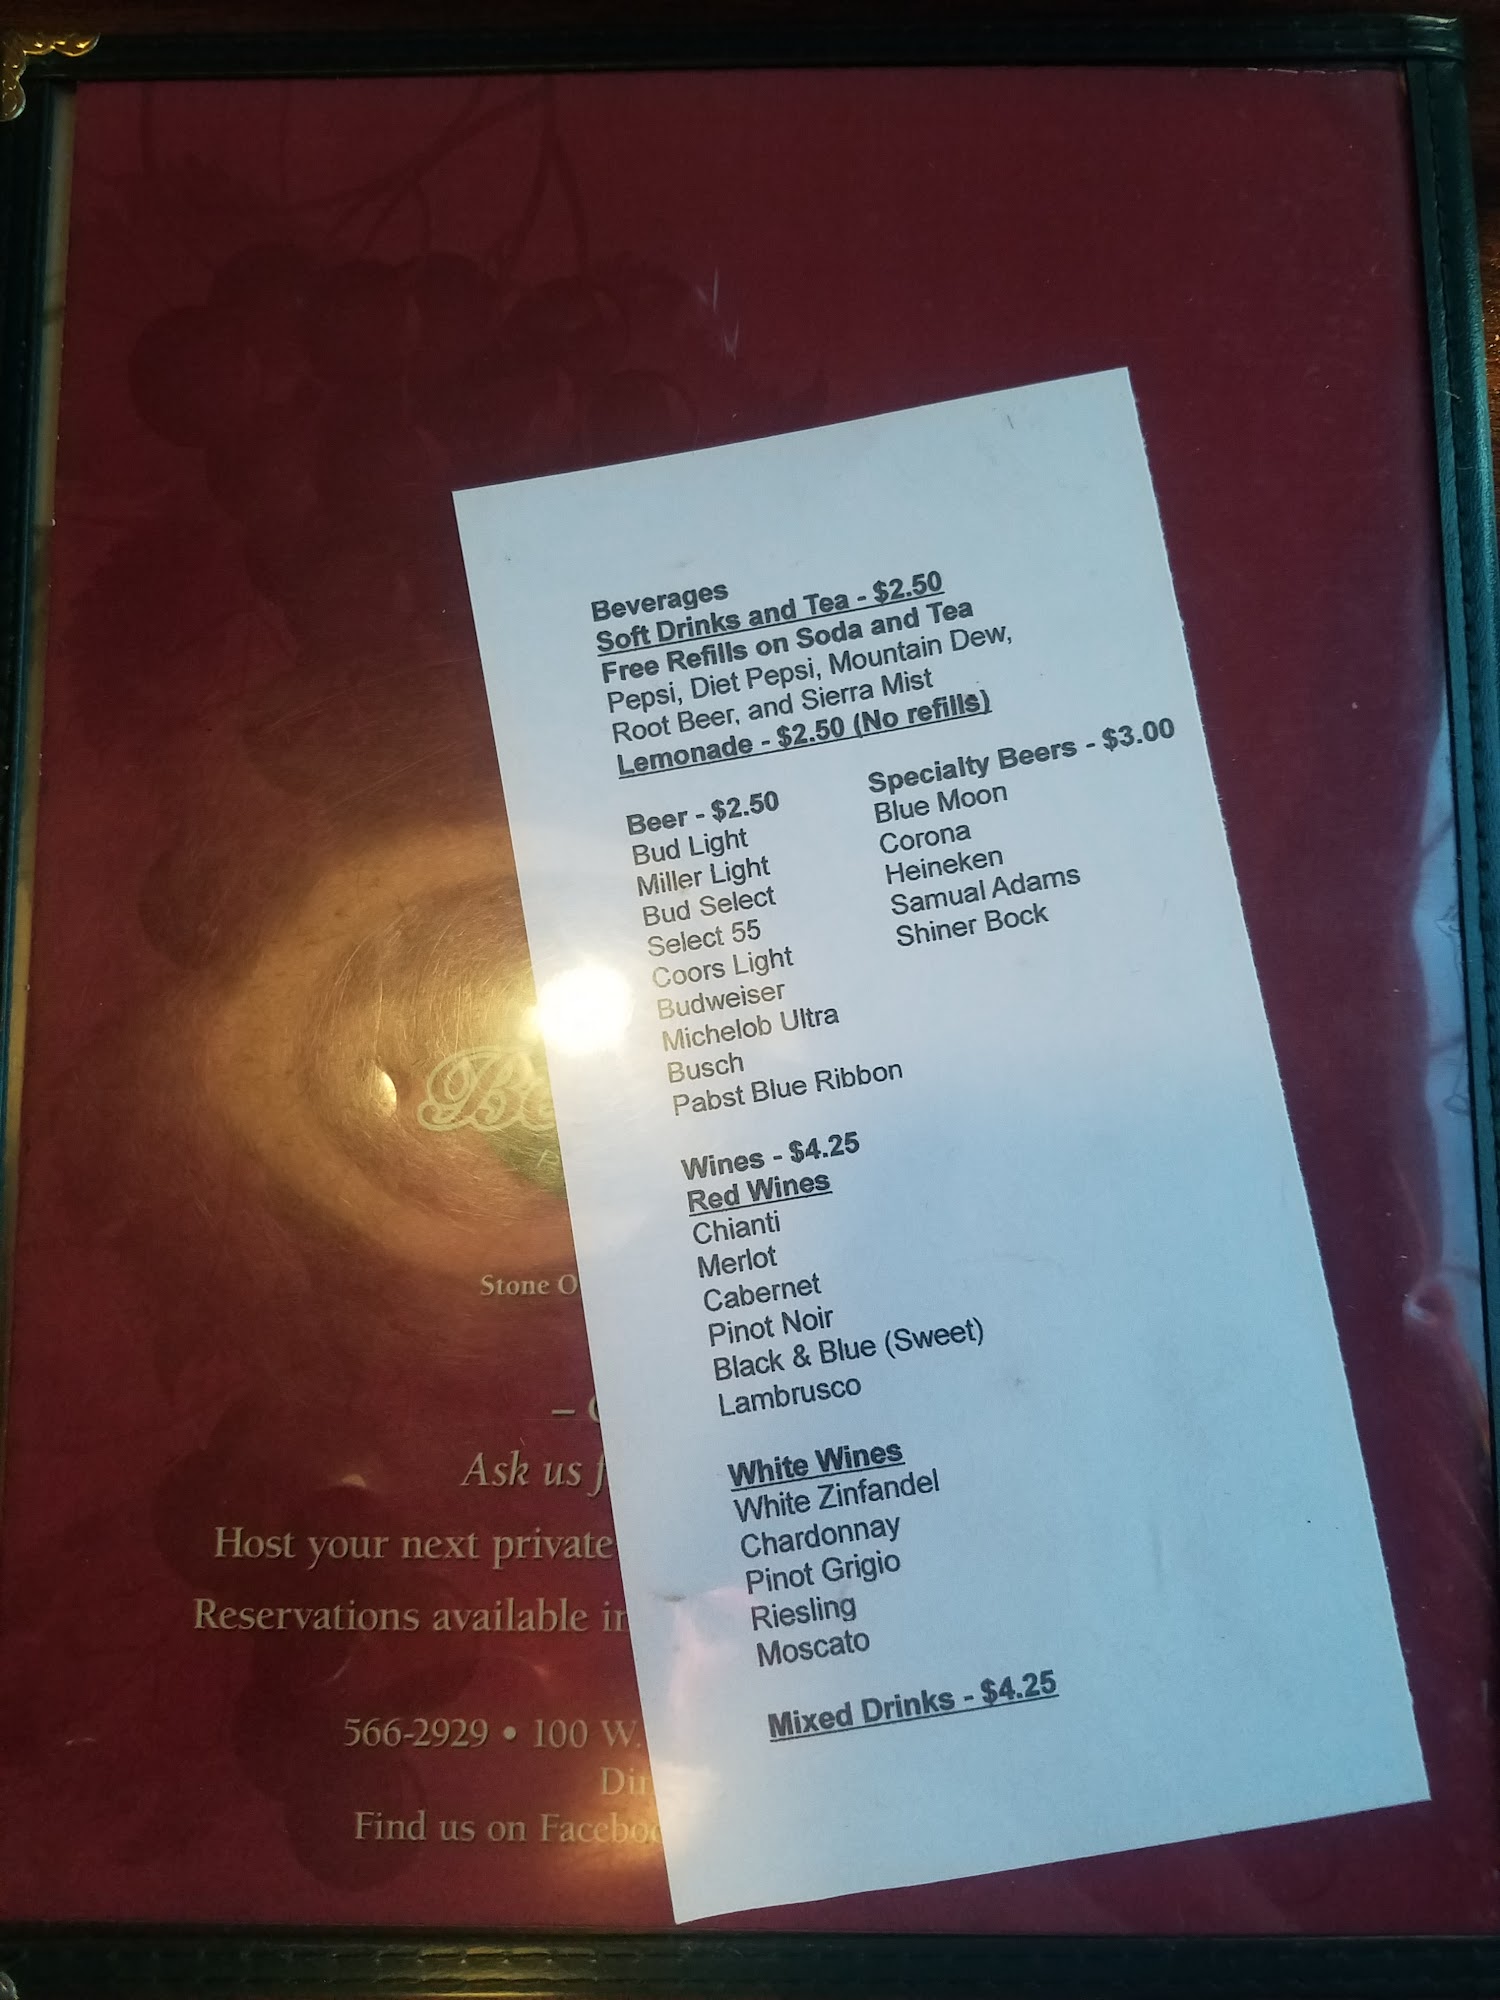 Beverages
Soft Drinks and Tea - $2.50
Free Refills on Soda and Tea
Pepsi, Diet Pepsi, Mountain Dew,
Root Beer, and Sierra Mist
Lemonade - $2.50 (No refills)
Beer - $2.50
Bud Light
Miller Light
Bud Select
Select 55
Coors Light
Budweiser
Michelob Ultra
Busch
Pabst Blue Ribbon
Specialty Beers - $3.00
Blue Moon
Corona
Heineken
Samual Adams
Shiner Bock
Wines - $4.25
Red Wines
Chianti
Merlot
Cabernet
Pinot Noir
Black & Blue (Sweet)
Lambrusco
White Wines
White Zinfandel
Chardonnay
Pinot Grigio
Riesling
Moscato
Mixed Drinks - $4.25
Stone
Ask us
Host your next private
Reservations available
566-2929 • 100 W.
Find us on